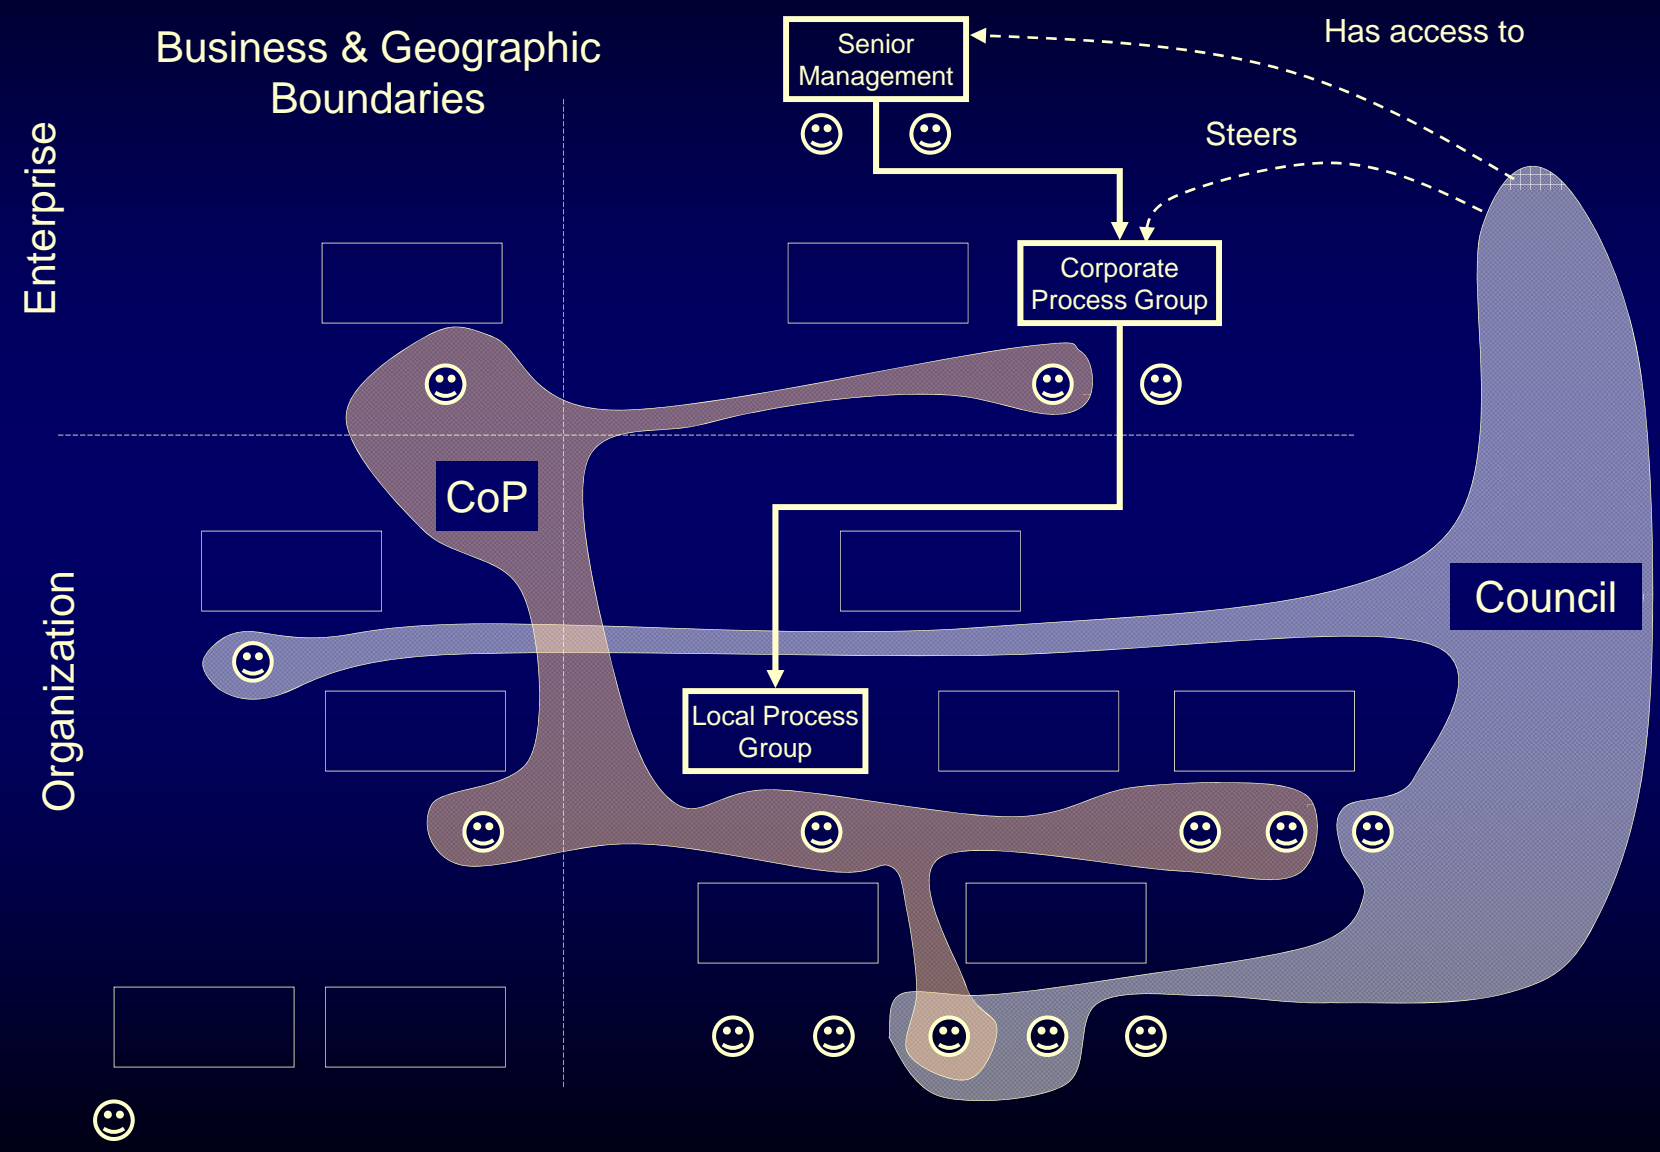 Business & Geographic
Boundaries
Senior
Management
Has access to
Steers
Enterprise
Corporate
Process Group
CoP
Council
Organization
Local Process
Group